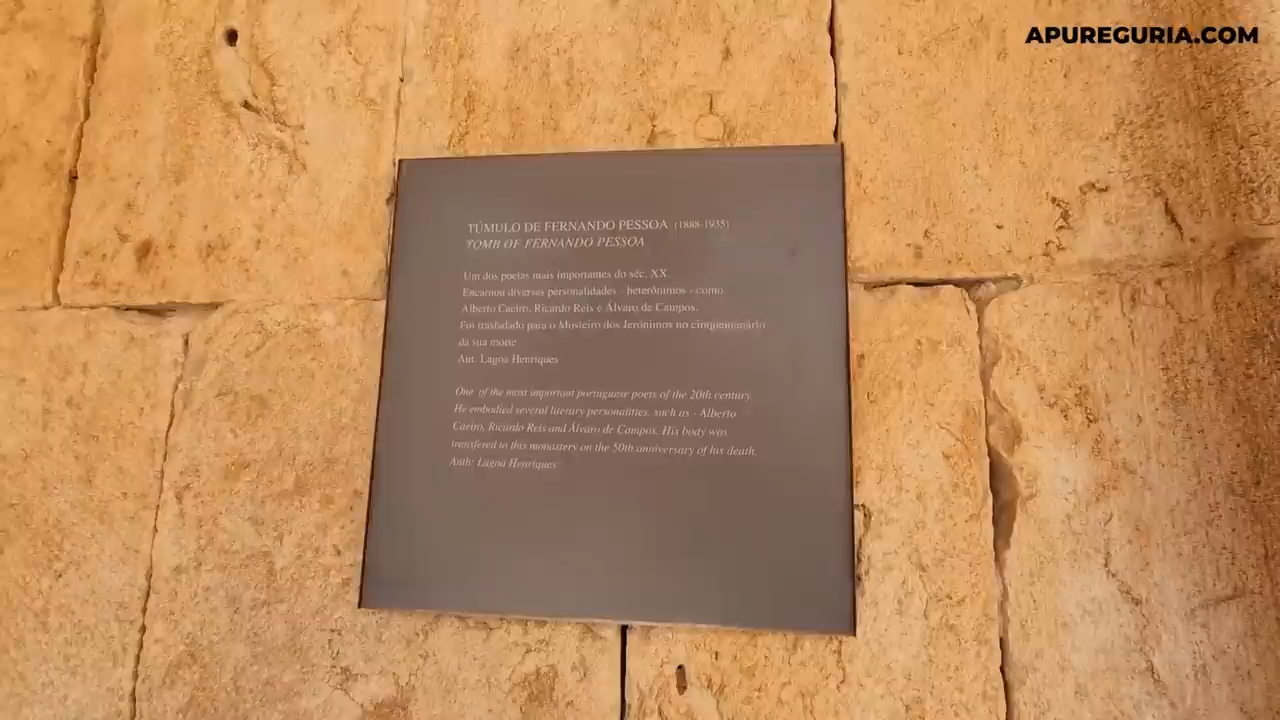 APUREGURIA.COM
TÚMULO DE FERNANDO PESSOA (1888-1935)
TOMB OF FERNANDO PESSOA
Um dos poetas mais importantes do séc. XX.
Encarnou diversas personalidades - heterônimos - como
Alberto Caeiro, Ricardo Reis e Álvaro de Campos.
Foi trasladado para o Mosteiro dos Jerónimos no cinquentenário
da sua morte
Aut. Lagoa Henriques
One of the most important portuguese poets of the 20th century.
He embodied several literary personalities, such as - Alberto
Caeiro, Ricardo Reis and Álvaro de Campos. His body was
transfered to this monastery on the 50th anniversary of his death.
Auth: Lagoa Henriques